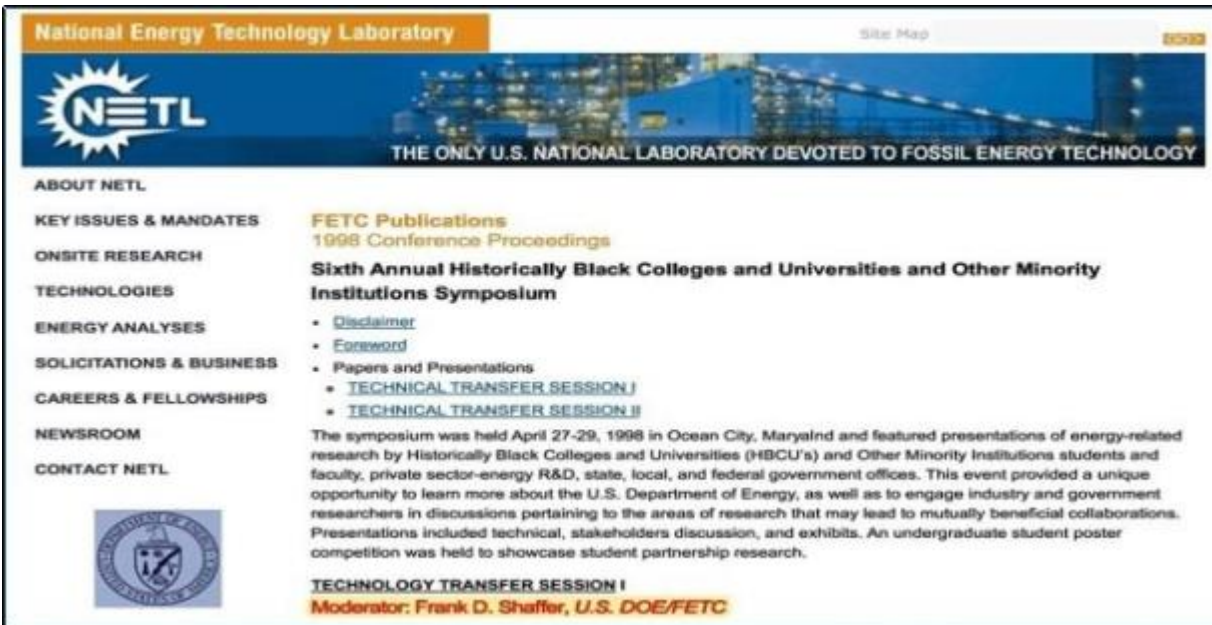 National Energy Technology Laboratory
Site Map
GO >
NETL
THE ONLY U.S. NATIONAL LABORATORY DEVOTED TO FOSSIL ENERGY TECHNOLOGY
ABOUT NETL
KEY ISSUES & MANDATES
ONSITE RESEARCH
TECHNOLOGIES
ENERGY ANALYSES
SOLICITATIONS & BUSINESS
CAREERS & FELLOWSHIPS
NEWSROOM
CONTACT NETL
FETC Publications
1998 Conference Proceedings
Sixth Annual Historically Black Colleges and Universities and Other Minority
Institutions Symposium
• Disclaimer
• Foreword
• Papers and Presentations
• TECHNICAL TRANSFER SESSION I
• TECHNICAL TRANSFER SESSION II
The symposium was held April 27-29, 1998 in Ocean City, Maryalnd and featured presentations of energy-related
research by Historically Black Colleges and Universities (HBCU's) and Other Minority Institutions students and
faculty, private sector-energy R&D, state, local, and federal government offices. This event provided a unique
opportunity to learn more about the U.S. Department of Energy, as well as to engage industry and government
researchers in discussions pertaining to the areas of research that may lead to mutually beneficial collaborations.
Presentations included technical, stakeholders discussion, and exhibits. An undergraduate student poster
competition was held to showcase student partnership research.
TECHNOLOGY TRANSFER SESSION I
Moderator: Frank D. Shaffer, U.S. DOE/FETC